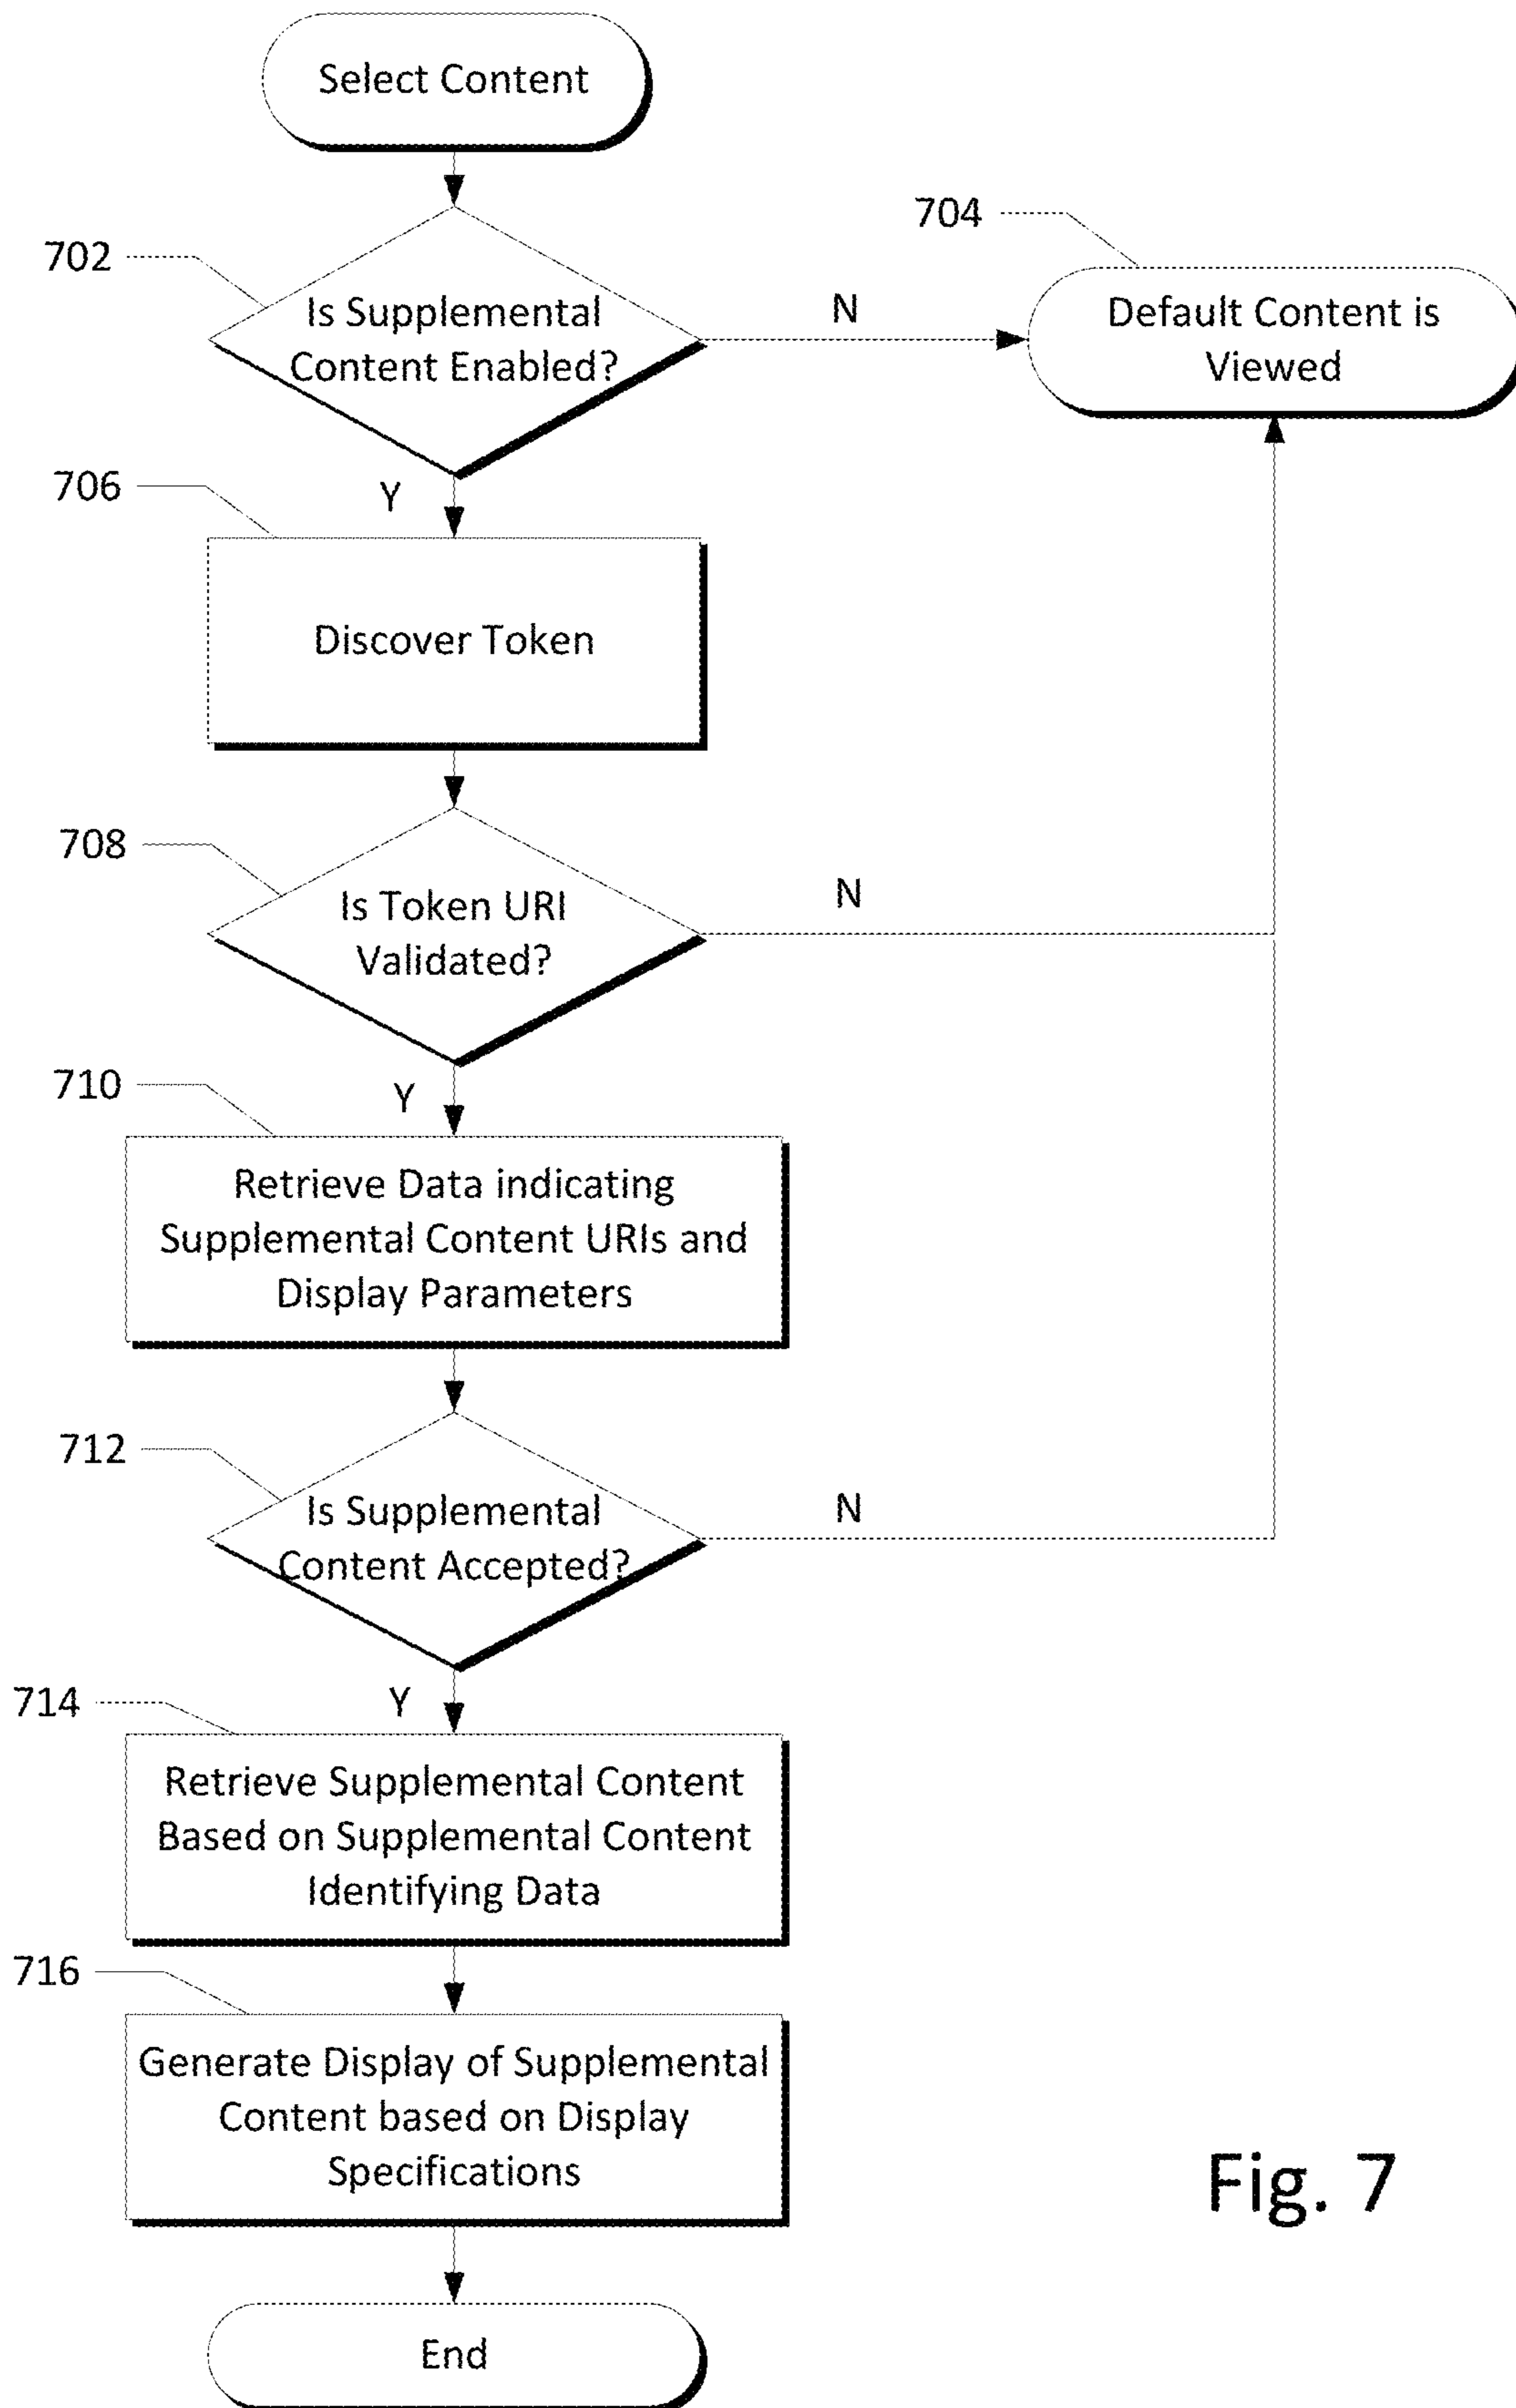 Select Content
702
704
Is Supplemental
Content Enabled?
N
Default Content is
Viewed
706
Y
Discover Token
708
Is Token URI
Validated?
N
710
Y
Retrieve Data indicating
Supplemental Content URIs and
Display Parameters
712
Is Supplemental
Content Accepted?
N
714
Y
Retrieve Supplemental Content
Based on Supplemental Content
Identifying Data
716
Generate Display of Supplemental
Content based on Display
Specifications
Fig. 7
End